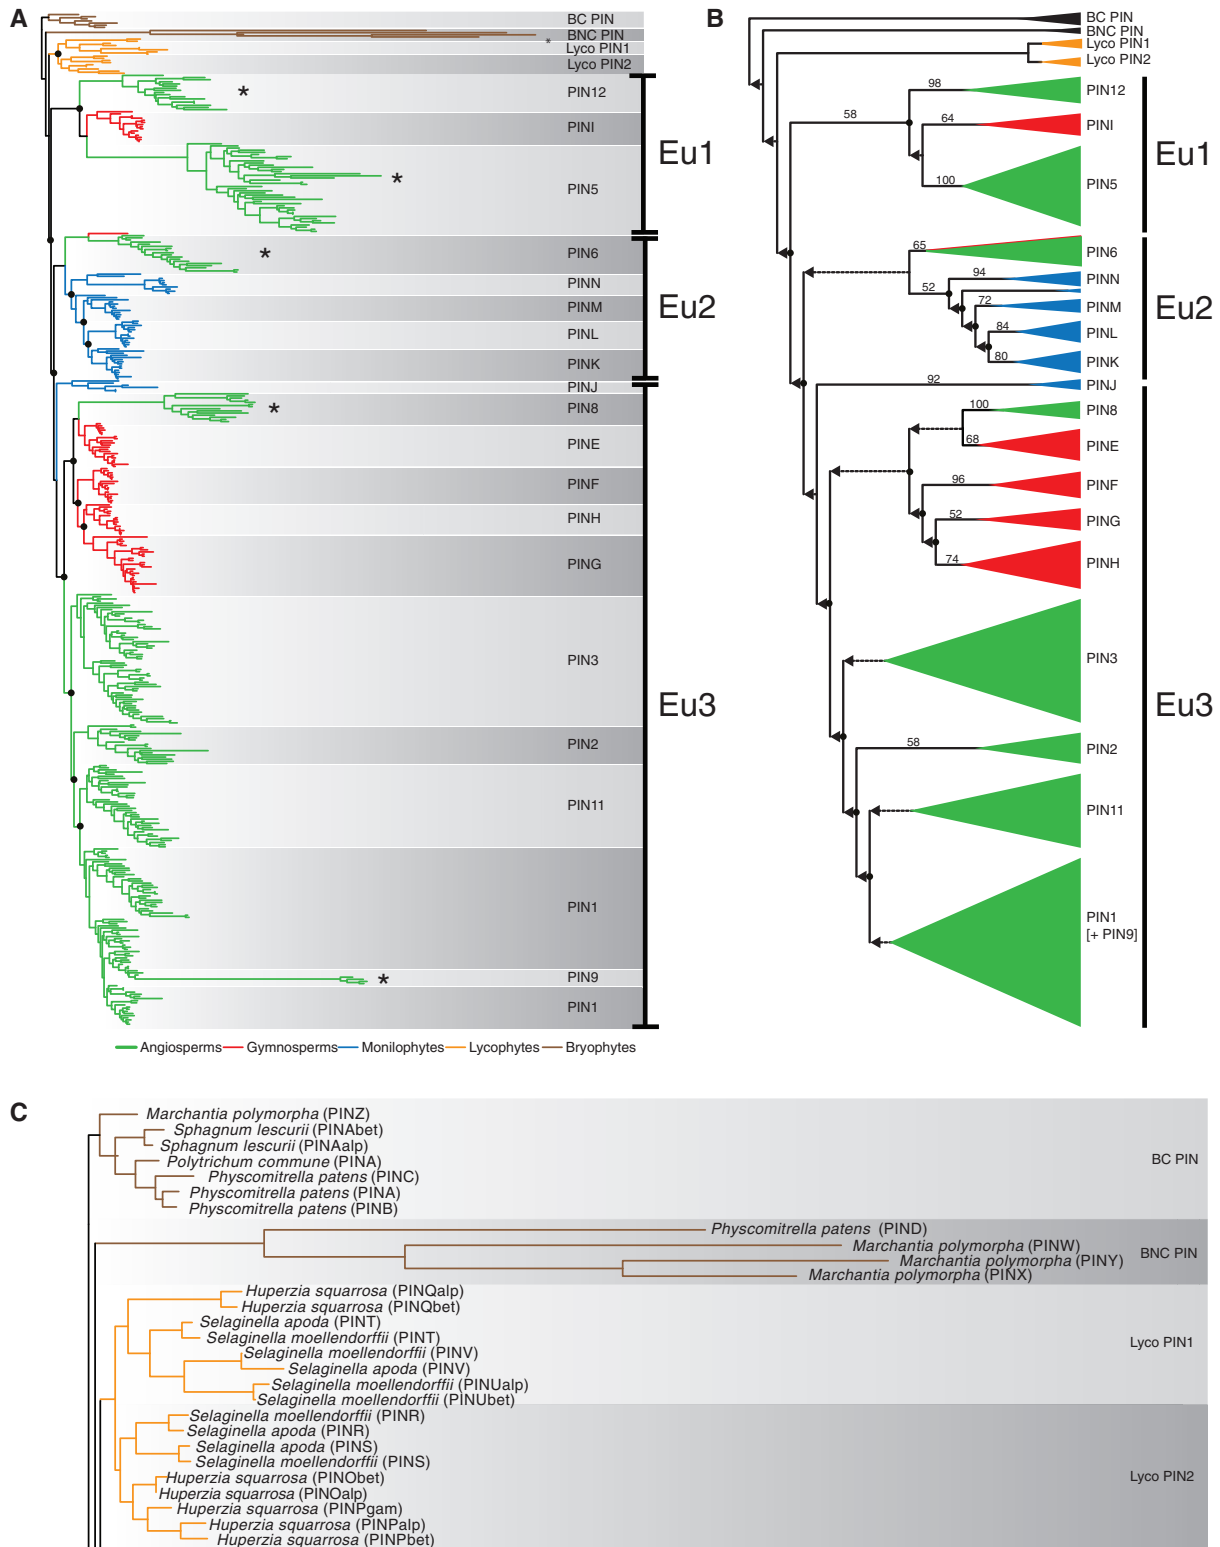 A
BC PIN
BNC PIN
*
Lyco PIN1
Lyco PIN2
PIN12
*
PINI
PIN5
*
Eu1
PIN6
*
PINN
PINM
PINL
PINK
Eu2
PINJ
PIN8
*
PINE
PINF
PINH
PING
PIN3
Eu3
PIN2
PIN11
PIN1
PIN9
*
PIN1
Angiosperms Gymnosperms Monilophytes Lycophytes Bryophytes
B
BC PIN
BNC PIN
Lyco PIN1
Lyco PIN2
98
PIN12
58
64
PINI
100
PIN5
Eu1
65
PIN6
94
PINN
52
72
PINM
84
PINL
80
PINK
Eu2
92
PINJ
100
PIN8
68
PINE
96
PINF
52
PING
74
PINH
PIN3
Eu3
58
PIN2
PIN11
PIN1
[+ PIN9]
C
Marchantia polymorpha (PINZ)
Sphagnum lescurii (PINAbet)
Sphagnum lescurii (PINAalp)
Polytrichum commune (PINA)
BC PIN
Physcomitrella patens (PINC)
Physcomitrella patens (PINA)
Physcomitrella patens (PINB)
Physcomitrella patens (PIND)
Marchantia polymorpha (PINW)
BNC PIN
Marchantia polymorpha (PINY)
Marchantia polymorpha (PINX)
Huperzia squarrosa (PINQalp)
Huperzia squarrosa (PINQbet)
Selaginella apoda (PINT)
Selaginella moellendorffii (PINT)
Lyco PIN1
Selaginella moellendorffii (PINV)
Selaginella apoda (PINV)
Selaginella moellendorffii (PINUalp)
Selaginella moellendorffii (PINUbet)
Selaginella moellendorffii (PINR)
Selaginella apoda (PINR)
Selaginella apoda (PINS)
Selaginella moellendorffii (PINS)
Lyco PIN2
Huperzia squarrosa (PINObet)
Huperzia squarrosa (PINOalp)
Huperzia squarrosa (PINPgam)
Huperzia squarrosa (PINPalp)
Huperzia squarrosa (PINPbet)